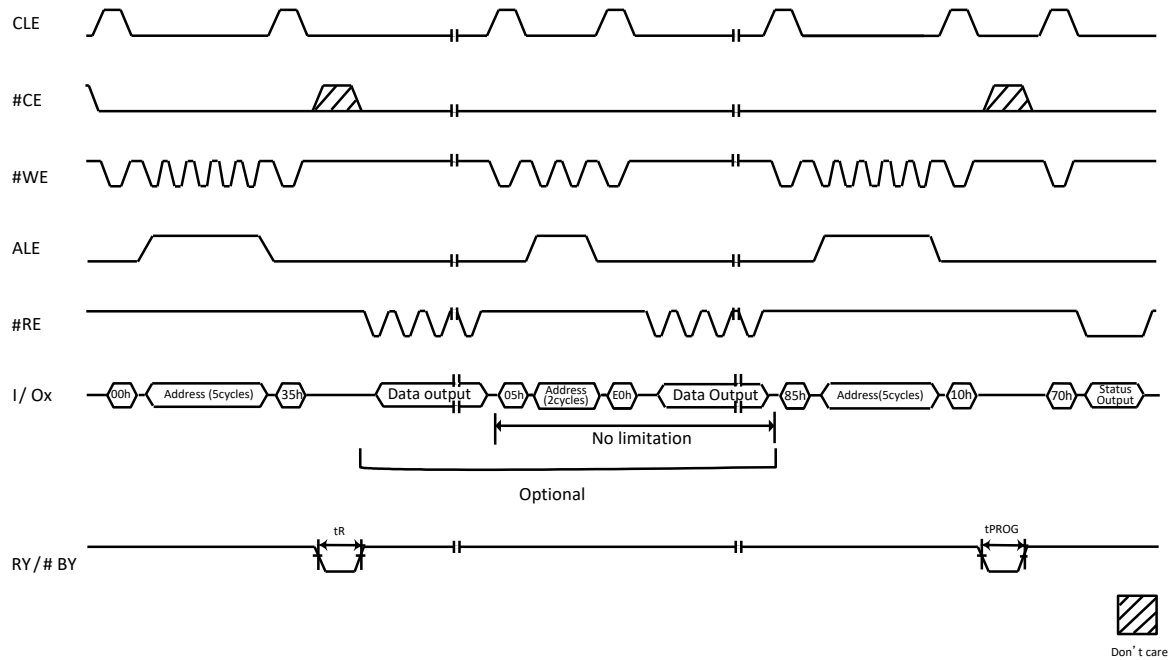 CLE
#CE
#WE
ALE
#RE
I/Ox 00h Address (5cycles) 35h Data output 05h Address (2cycles) E0h Data Output 85h Address(5cycles) 10h 70h Status Output
No limitation
Optional
tR tPROG
RY/# BY
Don't care